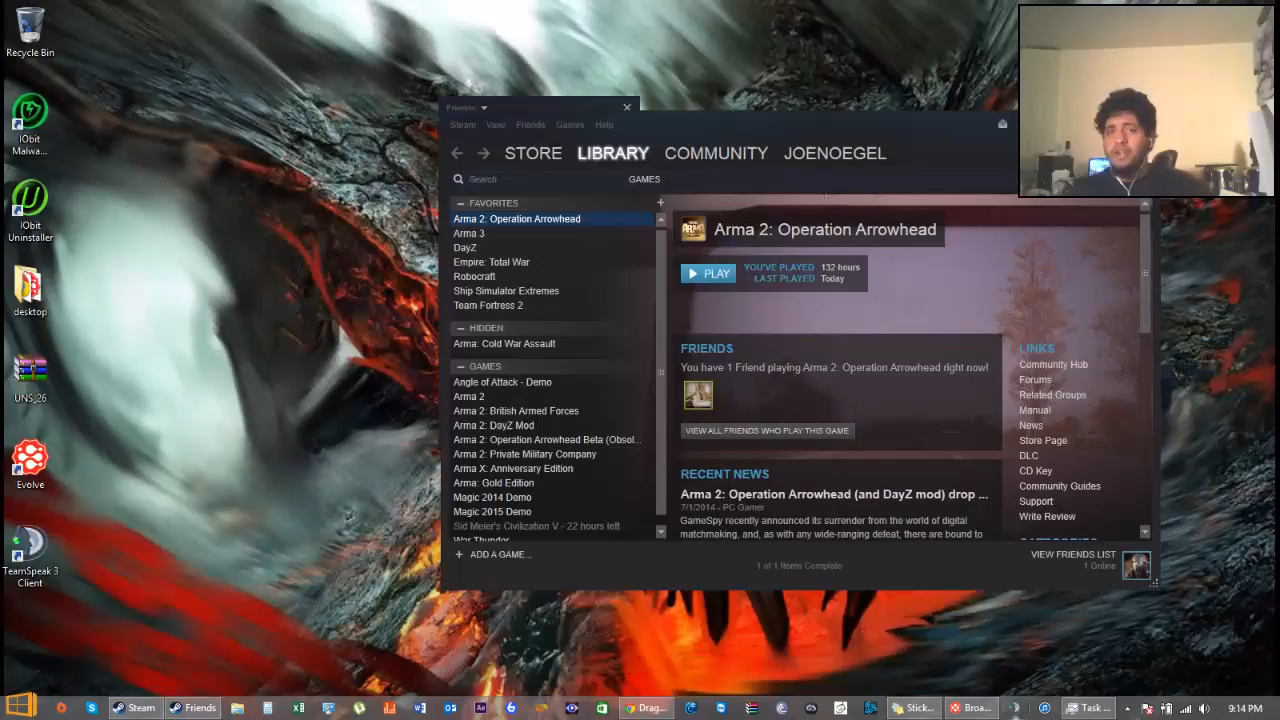 Recycle Bin
IObit
Malwa...
IObit
Uninstaller
desktop
UNS_26
Evolve
TeamSpeak 3
Client
Friends
Steam View Friends Games Help
STORE LIBRARY COMMUNITY JOENOEGEL
Search GAMES
FAVORITES
Arma 2: Operation Arrowhead
Arma 3
DayZ
Empire: Total War
Robocraft
Ship Simulator Extremes
Team Fortress 2
HIDDEN
Arma: Cold War Assault
GAMES
Angle of Attack - Demo
Arma 2
Arma 2: British Armed Forces
Arma 2: DayZ Mod
Arma 2: Operation Arrowhead Beta (Obsol...
Arma 2: Private Military Company
Arma X: Anniversary Edition
Arma: Gold Edition
Magic 2014 Demo
Magic 2015 Demo
Sid Meier's Civilization V - 22 hours left
War Thunder
+ ADD A GAME...
Arma 2: Operation Arrowhead
PLAY
YOU'VE PLAYED 132 hours
LAST PLAYED Today
FRIENDS
You have 1 Friend playing Arma 2: Operation Arrowhead right now!
VIEW ALL FRIENDS WHO PLAY THIS GAME
RECENT NEWS
Arma 2: Operation Arrowhead (and DayZ mod) drop ...
7/1/2014 - PC Gamer
GameSpy recently announced its surrender from the world of digital
matchmaking, and, as with any wide-ranging defeat, there are bound to
LINKS
Community Hub
Forums
Related Groups
Manual
News
Store Page
DLC
CD Key
Community Guides
Support
Write Review
CATEGORIES
1 of 1 Items Complete
VIEW FRIENDS LIST
1 Online
Steam Friends Drag... Stick... Broa... Task ... 9:14 PM